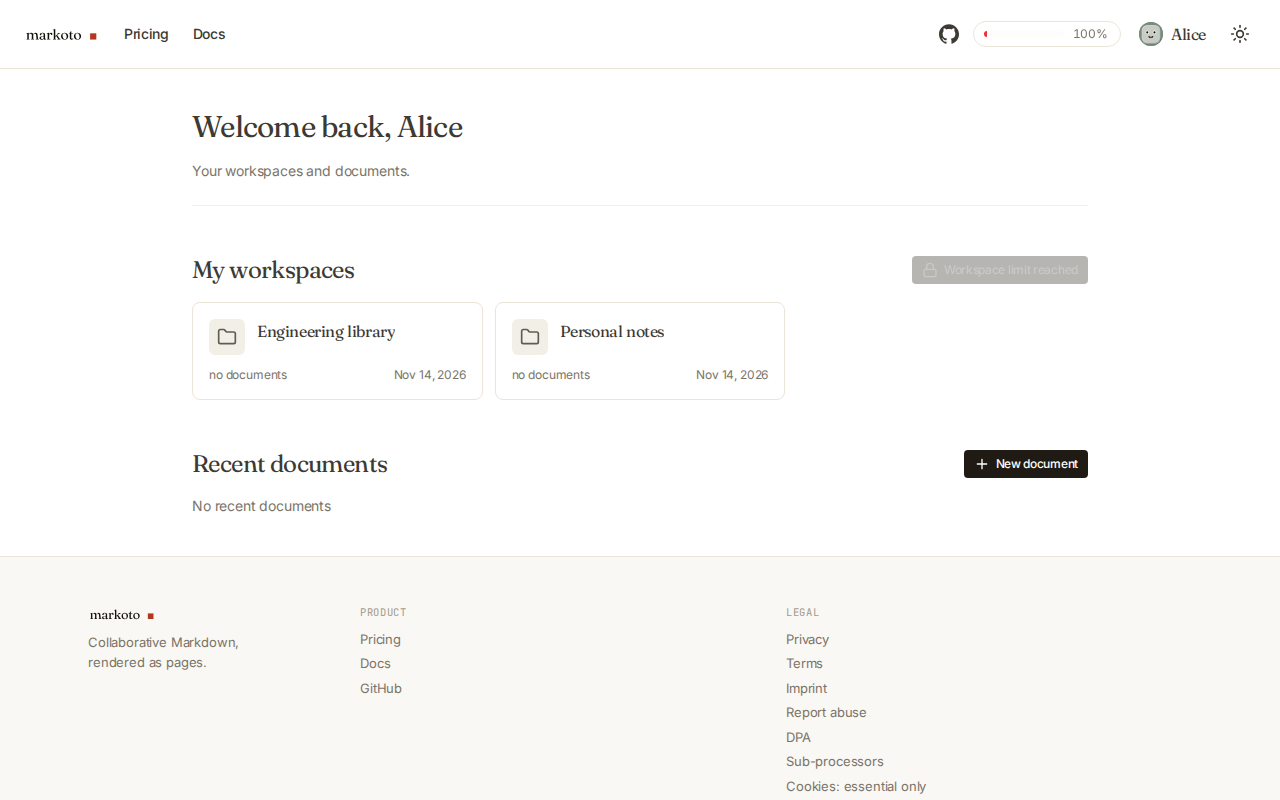 markoto
Pricing
Docs
100%
Alice
Welcome back, Alice
Your workspaces and documents.
My workspaces
Workspace limit reached
Engineering library
no documents
Nov 14, 2026
Personal notes
no documents
Nov 14, 2026
Recent documents
New document
No recent documents
markoto
Collaborative Markdown,
rendered as pages.
PRODUCT
Pricing
Docs
GitHub
LEGAL
Privacy
Terms
Imprint
Report abuse
DPA
Sub-processors
Cookies: essential only